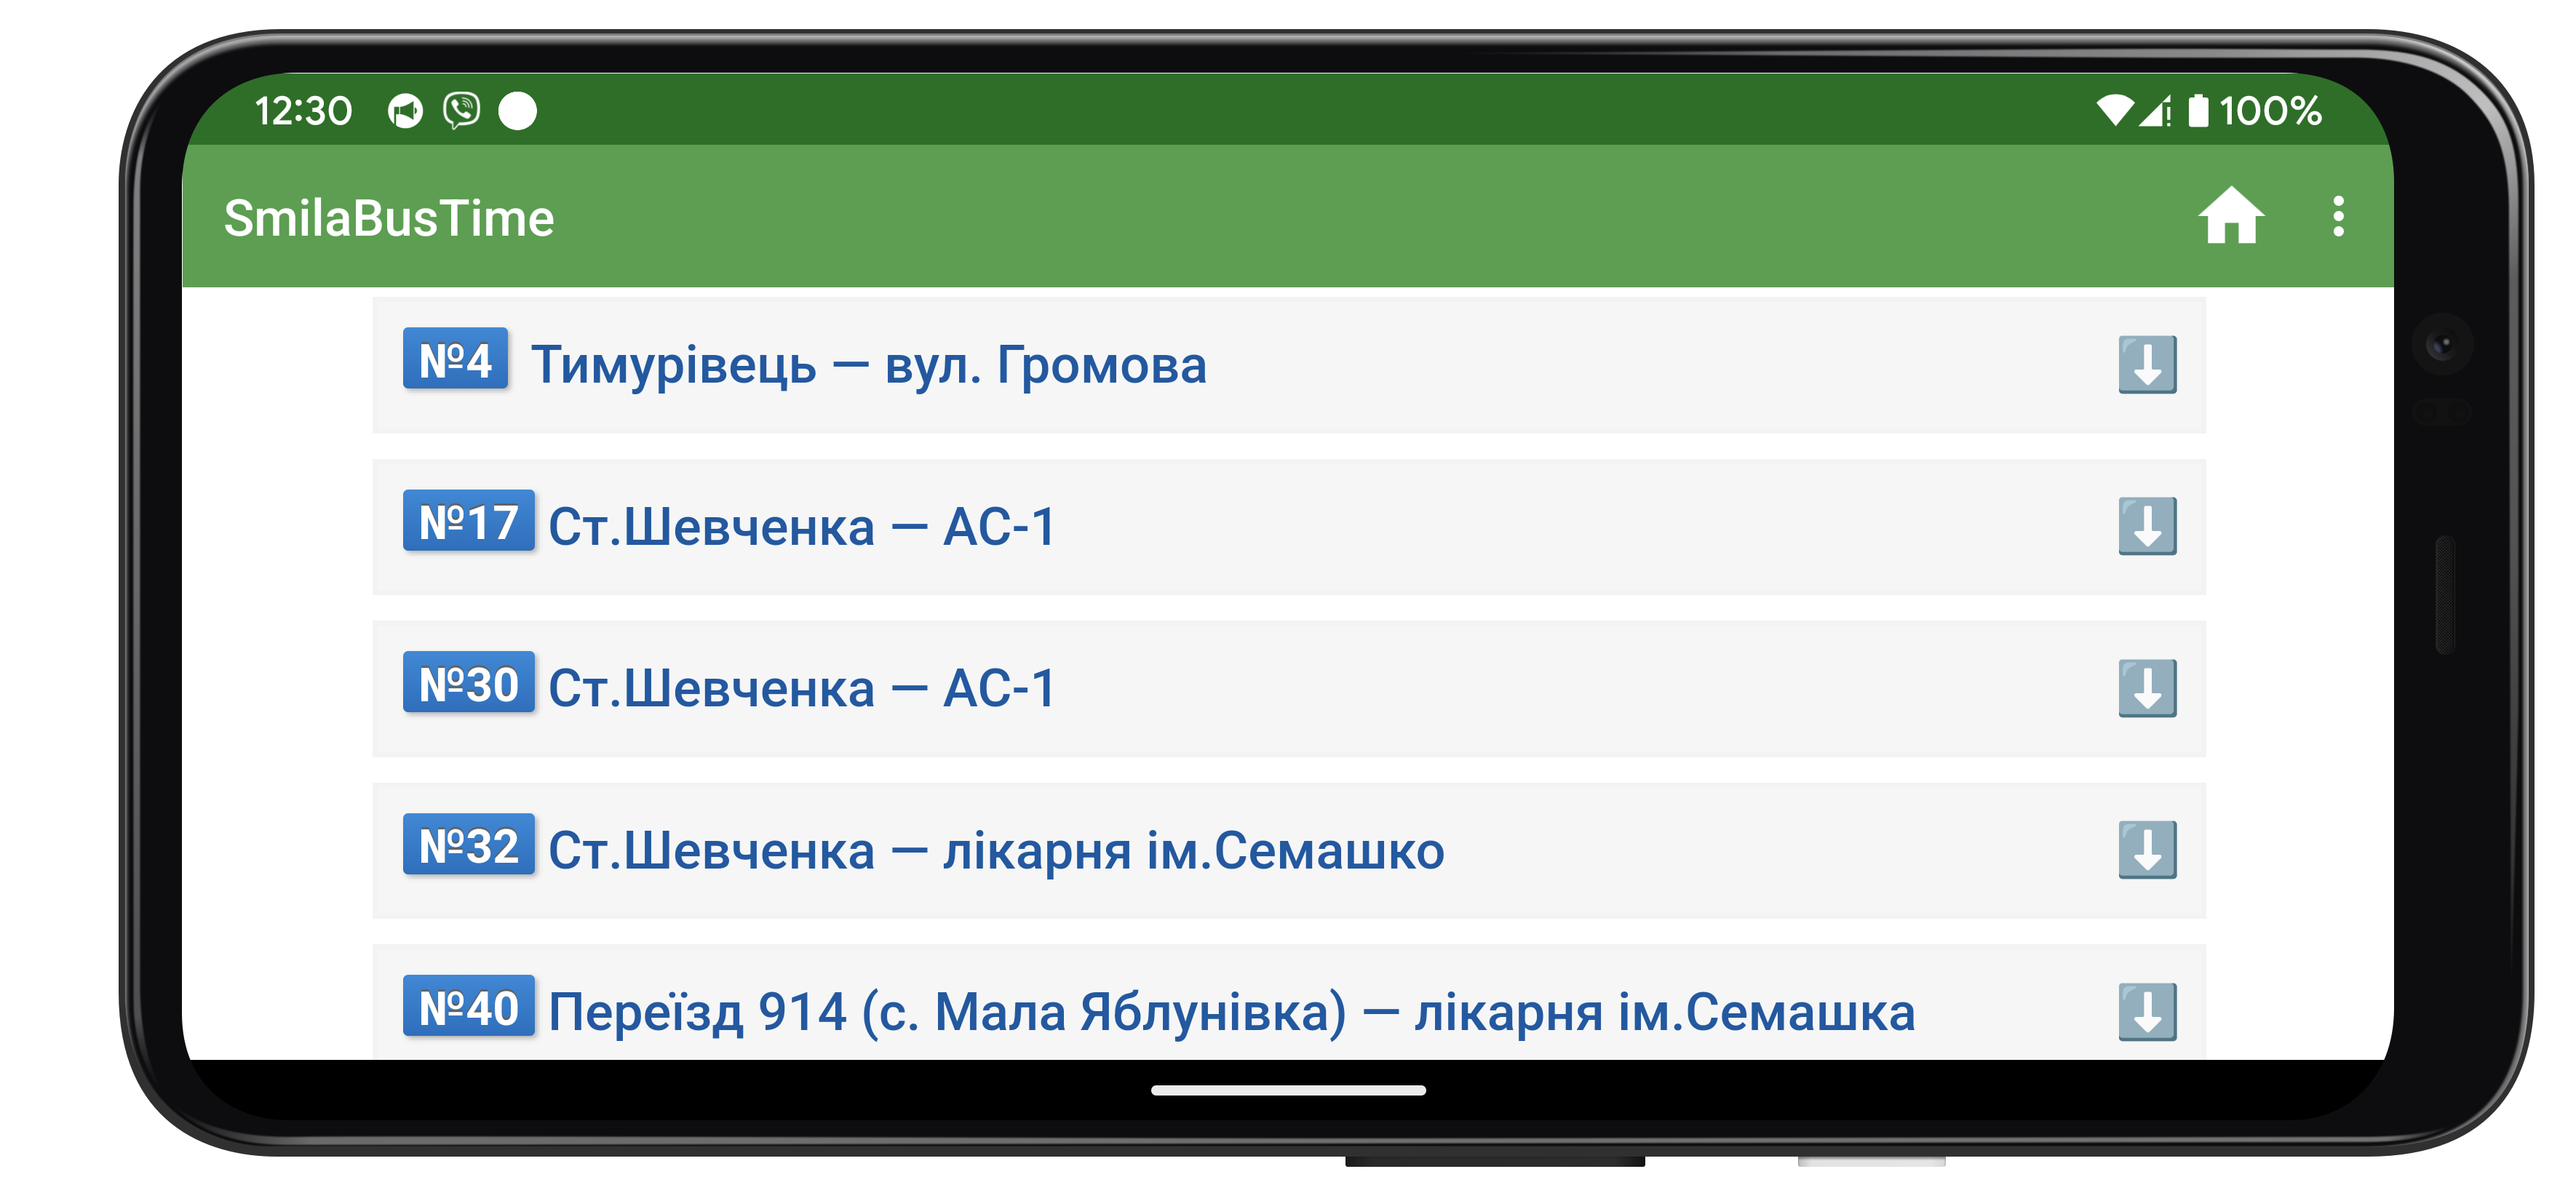 12:30
100%
SmilaBusTime
№4 Тимурівець — вул. Громова
№17 Ст.Шевченка — АС-1
№30 Ст.Шевченка — АС-1
№32 Ст.Шевченка — лікарня ім.Семашко
№40 Переїзд 914 (с. Мала Яблунівка) — лікарня ім.Семашка